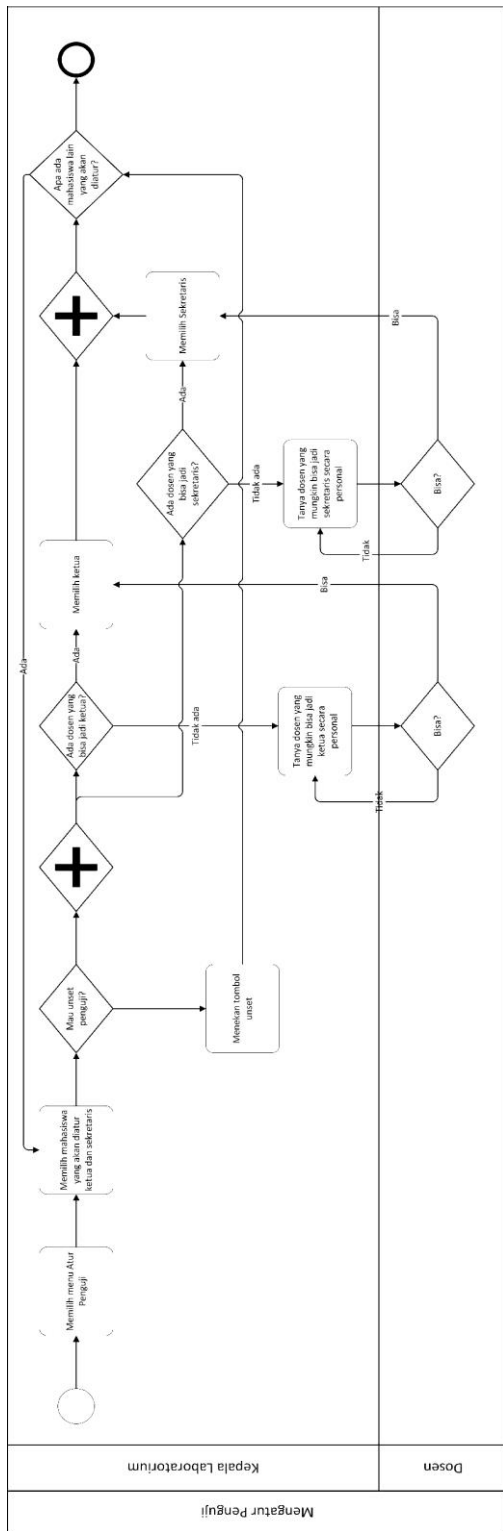 Mengatur Penguji
Kepala Laboratorium
Dosen
Memilih menu Atur
Penguji
Memilih mahasiswa
yang akan diatur
ketua dan sekretaris
Mau unset
penguji?
Menekan tombol
unset
Ada dosen yang
bisa jadi ketua?
Ada
Memilih ketua
Tidak ada
Tanya dosen yang
mungkin bisa jadi
ketua secara
personal
Bisa?
Tidak
Bisa
Ada dosen yang
bisa jadi
sekretaris?
Ada
Memilih Sekretaris
Tidak ada
Tanya dosen yang
mungkin bisa jadi
sekretaris secara
personal
Bisa?
Tidak
Bisa
Apa ada
mahasiswa lain
yang akan
diatur?
Ada